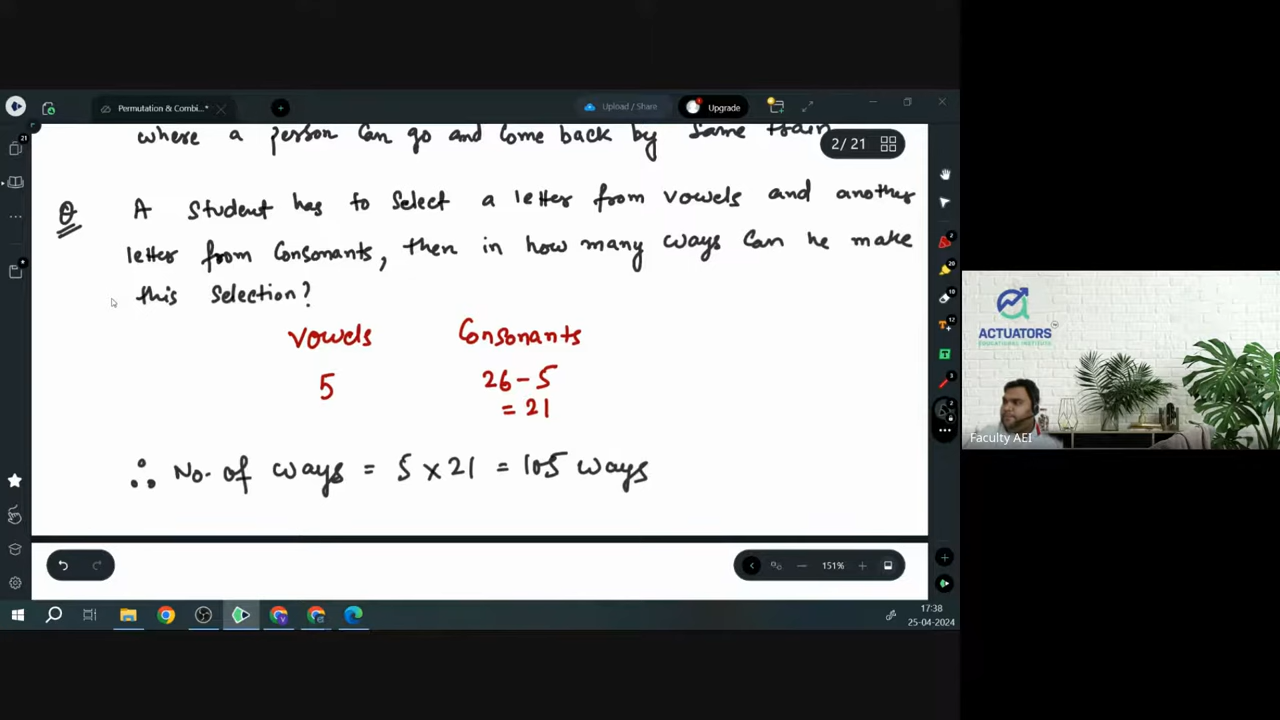 Permutation & Combi...*
Upload / Share
Upgrade
21
where a person can go and come back by same train
2/ 21
Q A student has to select a letter from vowels and another
letter from Consonants, then in how many ways can he make
this selection?
Vowels Consonants
5 26 - 5
= 21
∴ No. of ways = 5 x 21 = 105 ways
151%
ACTUATORS
EDUCATIONAL INSTITUTE
Faculty AEI
17:38
25-04-2024